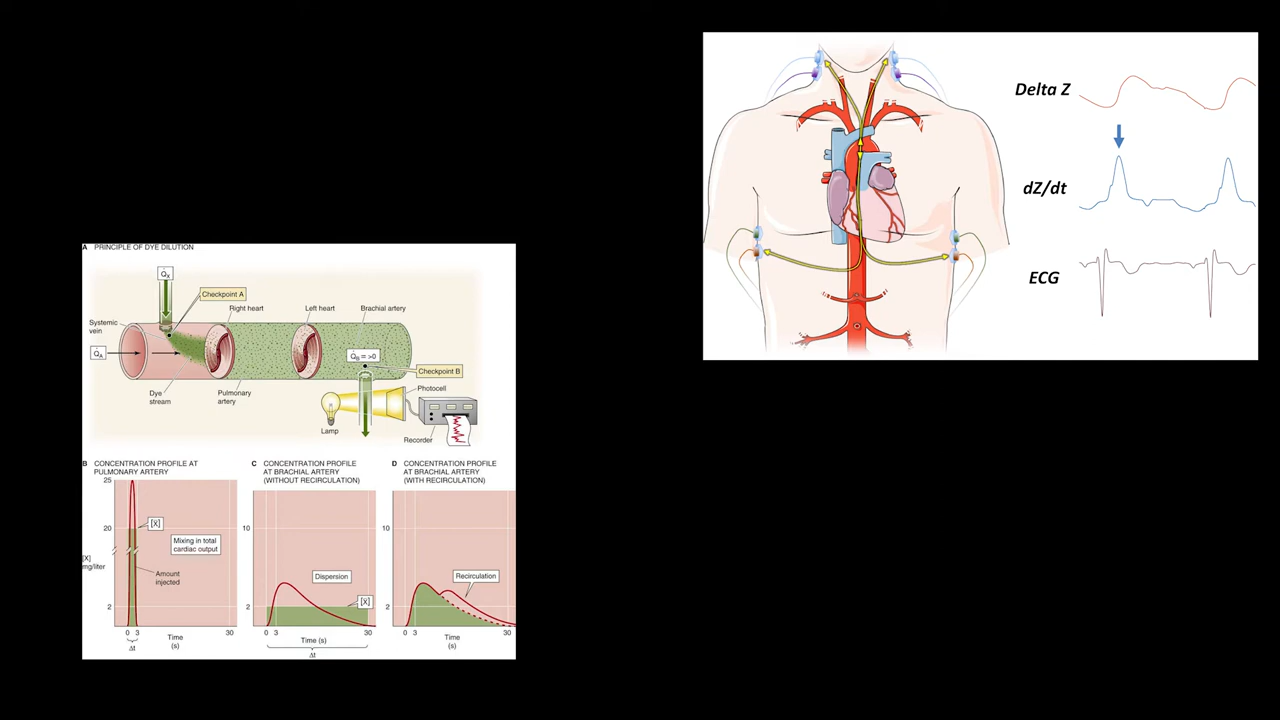 A PRINCIPLE OF DYE DILUTION
Q̇x
Checkpoint A
Right heart
Left heart
Brachial artery
Systemic
vein
Q̇A
Q̇B = >0
Checkpoint B
Dye
stream
Pulmonary
artery
Photocell
Lamp
Recorder
B CONCENTRATION PROFILE AT
PULMONARY ARTERY
25
20
[X]
mg/liter
2
[X̄]
Mixing in total
cardiac output
Amount
injected
0 3 30
Time
(s)
Δt
C CONCENTRATION PROFILE
AT BRACHIAL ARTERY
(WITHOUT RECIRCULATION)
10
2
Dispersion
[X̄]
0 3 30
Time (s)
Δt
D CONCENTRATION PROFILE
AT BRACHIAL ARTERY
(WITH RECIRCULATION)
10
2
Recirculation
0 3 30
Time
(s)
Delta Z
dZ/dt
ECG